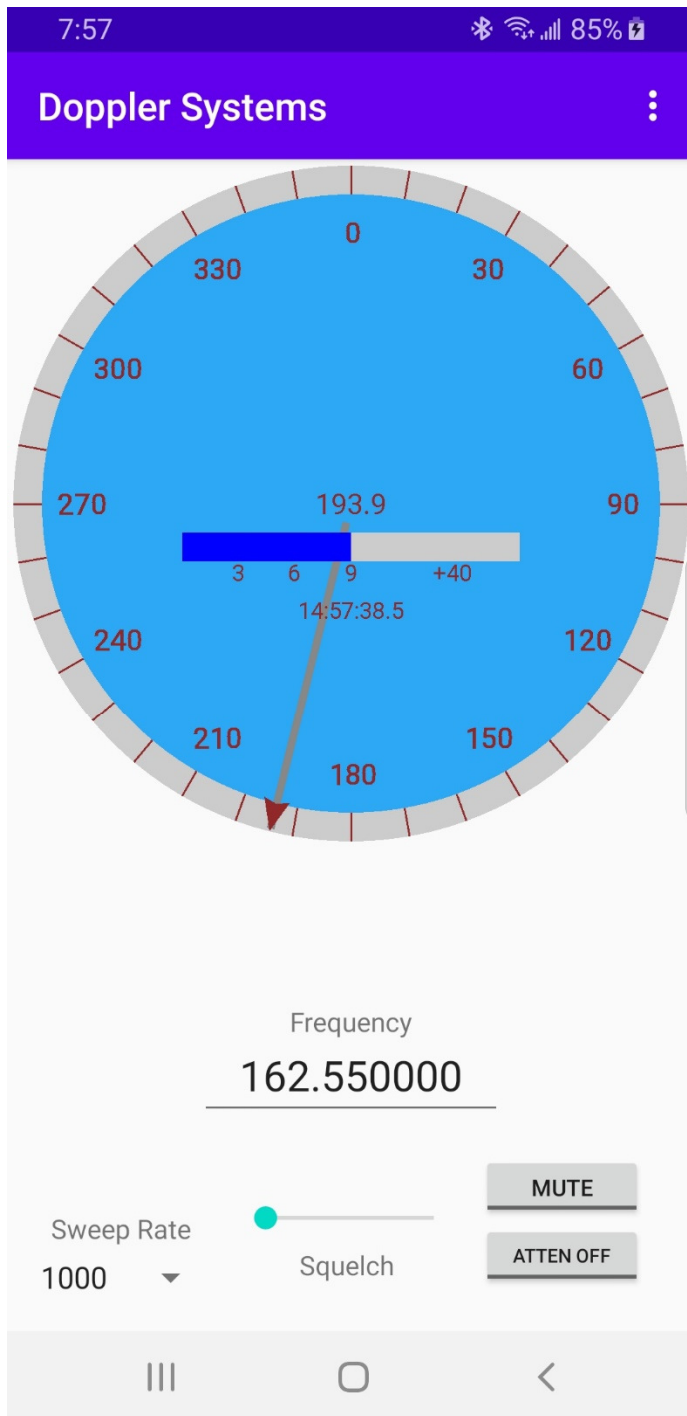 7:57 85%
Doppler Systems
0
330 30
300 60
270 193.9 90
3 6 9 +40
14:57:38.5
240 120
210 150
180
Frequency
162.550000
MUTE
Sweep Rate
1000 Squelch ATTEN OFF